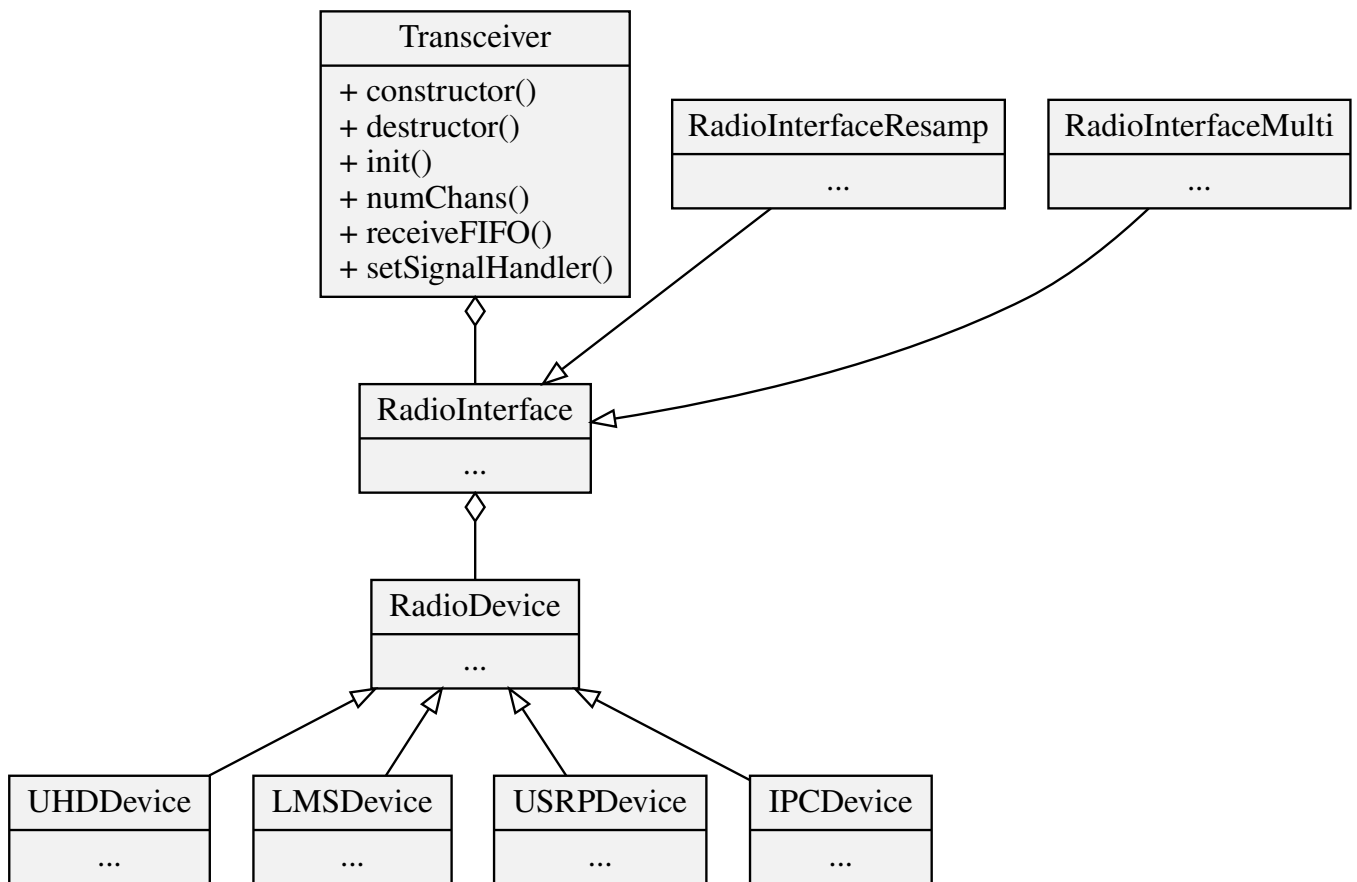 Transceiver
+ constructor()
+ destructor()
+ init()
+ numChans()
+ receiveFIFO()
+ setSignalHandler()
RadioInterfaceResamp
...
RadioInterfaceMulti
...
RadioInterface
...
RadioDevice
...
UHDDevice
...
LMSDevice
...
USRPDevice
...
IPCDevice
...